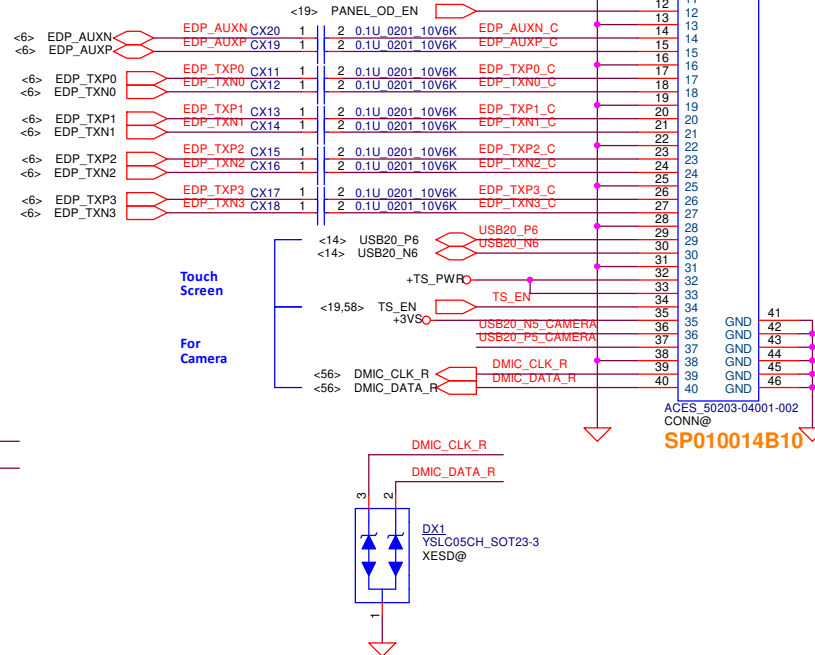 <19> PANEL_OD_EN 12 12
13 13
<6> EDP_AUXN EDP_AUXN CX20 1 2 0.1U_0201_10V6K EDP_AUXN_C 14 14
<6> EDP_AUXP EDP_AUXP CX19 1 2 0.1U_0201_10V6K EDP_AUXP_C 15 15
16 16
<6> EDP_TXP0 EDP_TXP0 CX11 1 2 0.1U_0201_10V6K EDP_TXP0_C 17 17
<6> EDP_TXN0 EDP_TXN0 CX12 1 2 0.1U_0201_10V6K EDP_TXN0_C 18 18
19 19
<6> EDP_TXP1 EDP_TXP1 CX13 1 2 0.1U_0201_10V6K EDP_TXP1_C 20 20
<6> EDP_TXN1 EDP_TXN1 CX14 1 2 0.1U_0201_10V6K EDP_TXN1_C 21 21
22 22
<6> EDP_TXP2 EDP_TXP2 CX15 1 2 0.1U_0201_10V6K EDP_TXP2_C 23 23
<6> EDP_TXN2 EDP_TXN2 CX16 1 2 0.1U_0201_10V6K EDP_TXN2_C 24 24
25 25
<6> EDP_TXP3 EDP_TXP3 CX17 1 2 0.1U_0201_10V6K EDP_TXP3_C 26 26
<6> EDP_TXN3 EDP_TXN3 CX18 1 2 0.1U_0201_10V6K EDP_TXN3_C 27 27
28 28
<14> USB20_P6 USB20_P6 29 29
<14> USB20_N6 USB20_N6 30 30
31 31
Touch
Screen
+TS_PWR 32 32
33 33
<19,58> TS_EN TS_EN 34 34
+3VS 35 35 GND 41
USB20_N5_CAMERA 36 36 GND 42
For
Camera
USB20_P5_CAMERA 37 37 GND 43
38 38 GND 44
<56> DMIC_CLK_R DMIC_CLK_R 39 39 GND 45
<56> DMIC_DATA_R DMIC_DATA_R 40 40 GND 46
ACES_50203-04001-002
CONN@
SP010014B10
DMIC_CLK_R
DMIC_DATA_R
3 2
DX1
YSLC05CH_SOT23-3
XESD@
1